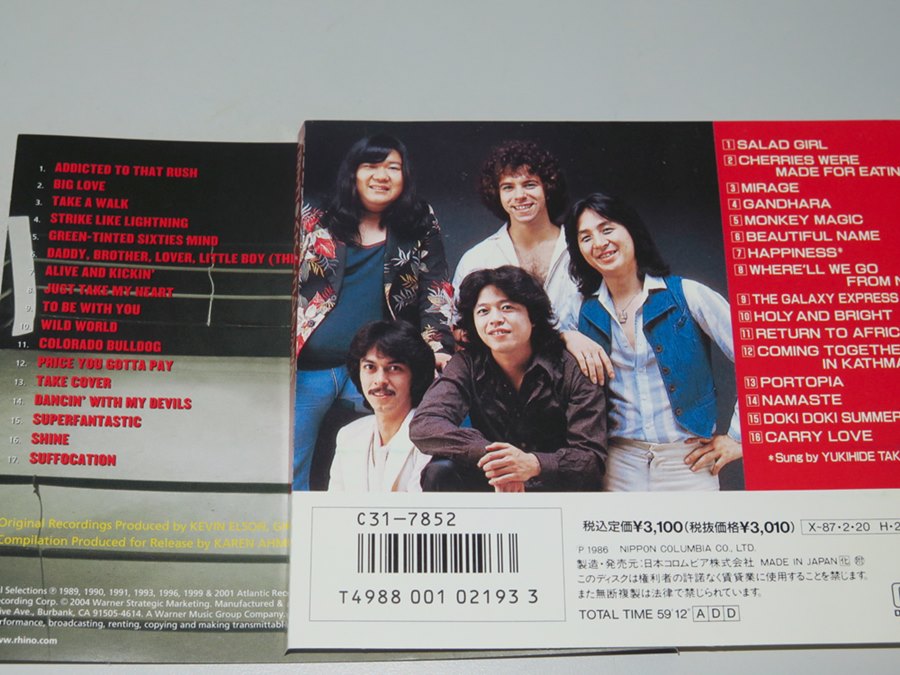 1. ADDICTED TO THAT RUSH
2. BIG LOVE
3. TAKE A WALK
4. STRIKE LIKE LIGHTNING
5. GREEN-TINTED SIXTIES MIND
6. DADDY, BROTHER, LOVER, LITTLE BOY (TH
7. ALIVE AND KICKIN'
8. JUST TAKE MY HEART
9. TO BE WITH YOU
10. WILD WORLD
11. COLORADO BULLDOG
12. PRICE YOU GOTTA PAY
13. TAKE COVER
14. DANCIN' WITH MY DEVILS
15. SUPERFANTASTIC
16. SHINE
17. SUFFOCATION
Original Recordings Produced by KEVIN ELSON,
Compilation Produced for Release by KAREN AHM
l Selections ℗ 1989, 1990, 1991, 1993, 1996, 1999 & 2001 Atlantic Rec
ecording Corp. © 2004 Warner Strategic Marketing. Manufactured &
ive Ave., Burbank, CA 91505-4614. A Warner Music Group Company.
rformance, broadcasting, renting, copying and making transmittabl
ww.rhino.com
1 SALAD GIRL
2 CHERRIES WERE
MADE FOR EATIN
3 MIRAGE
4 GANDHARA
5 MONKEY MAGIC
6 BEAUTIFUL NAME
7 HAPPINESS*
8 WHERE'LL WE GO
FROM N
9 THE GALAXY EXPRESS
10 HOLY AND BRIGHT
11 RETURN TO AFRIC
12 COMING TOGETHE
IN KATHMA
13 PORTOPIA
14 NAMASTE
15 DOKI DOKI SUMMER
16 CARRY LOVE
*Sung by YUKIHIDE TAK
C31-7852
T4988 001 02193 3
税込定価¥3,100(税抜価格¥3,010) X-87・2・20 H・2
℗ 1986 NIPPON COLUMBIA CO., LTD.
製造・発売元:日本コロムビア株式会社 MADE IN JAPAN
このディスクは権利者の許諾なく賃貸業に使用することを禁じます。
また無断複製は法律で禁じられています。
TOTAL TIME 59'12" A D D